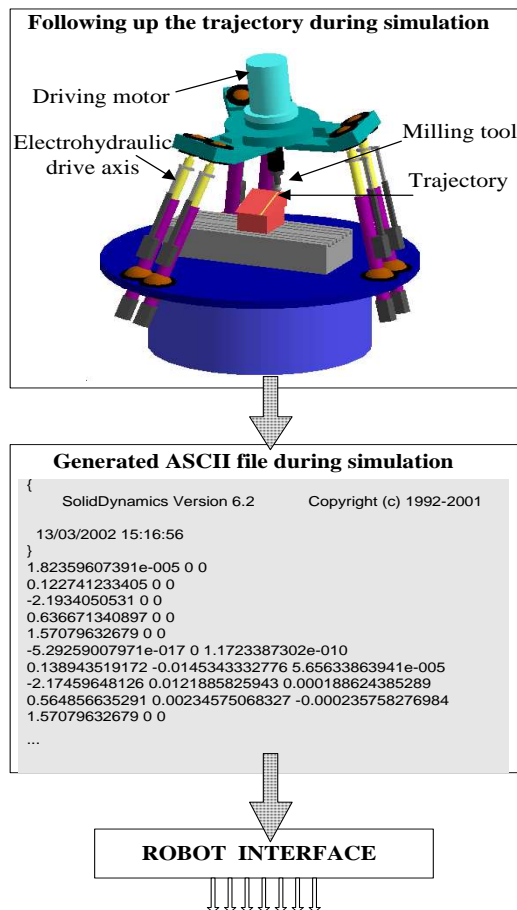 Following up the trajectory during simulation
Driving motor
Electrohydraulic
drive axis
Milling tool
Trajectory
Generated ASCII file during simulation
{
SolidDynamics Version 6.2 Copyright (c) 1992-2001
13/03/2002 15:16:56
}
1.82359607391e-005 0 0
0.122741233405 0 0
-2.1934050531 0 0
0.636671340897 0 0
1.57079632679 0 0
-5.29259007971e-017 0 1.1723387302e-010
0.138943519172 -0.0145343332776 5.65633863941e-005
-2.17459648126 0.0121885825943 0.000188624385289
0.564856635291 0.00234575068327 -0.000235758276984
1.57079632679 0 0
...
ROBOT INTERFACE